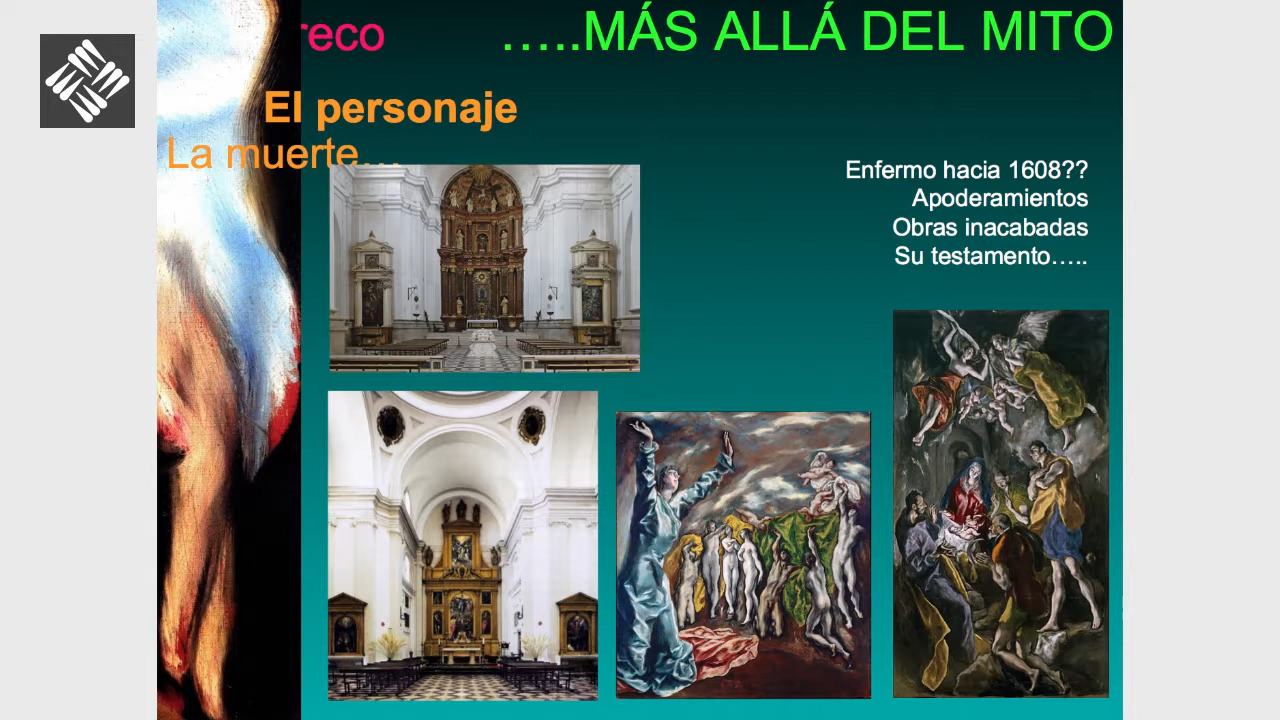 reco
…..MÁS ALLÁ DEL MITO
El personaje
La muerte…
Enfermo hacia 1608??
Apoderamientos
Obras inacabadas
Su testamento…..